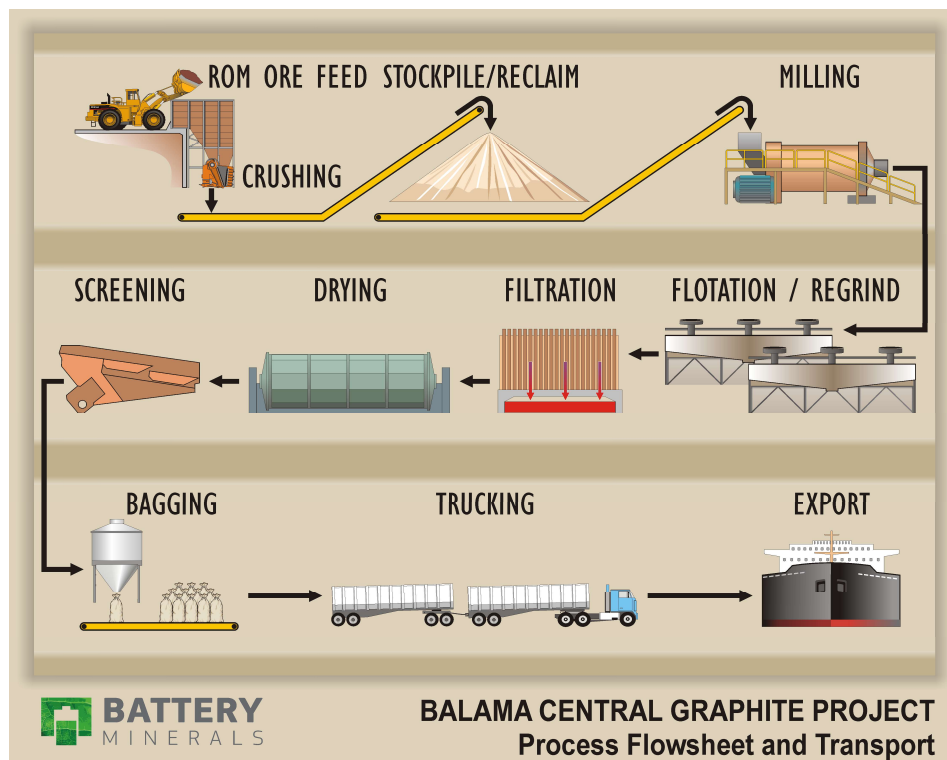 ROM ORE FEED STOCKPILE/RECLAIM
MILLING
CRUSHING
SCREENING
DRYING
FILTRATION
FLOTATION / REGRIND
BAGGING
TRUCKING
EXPORT
BATTERY
MINERALS
BALAMA CENTRAL GRAPHITE PROJECT
Process Flowsheet and Transport